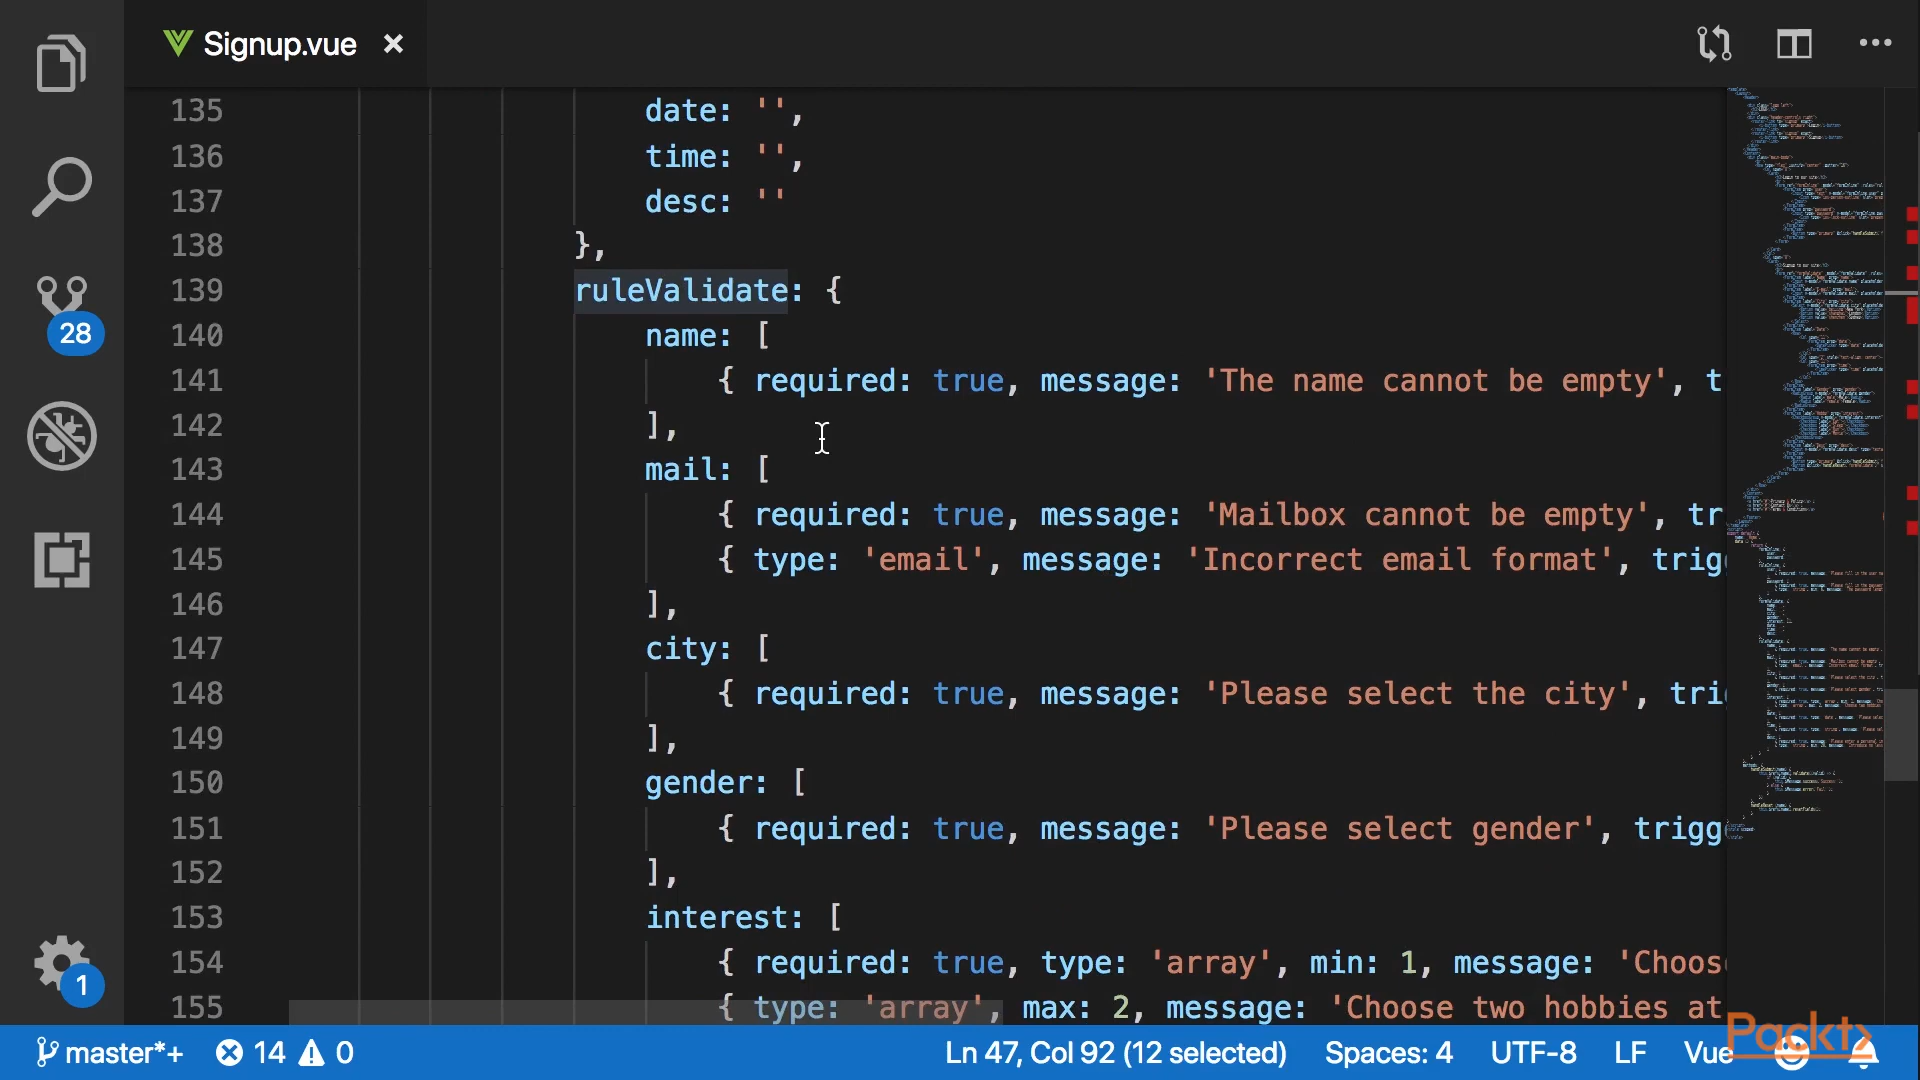 Signup.vue
135 date: '',
136 time: '',
137 desc: ''
138 },
139 ruleValidate: {
140 name: [
141 { required: true, message: 'The name cannot be empty', t
142 ],
143 mail: [
144 { required: true, message: 'Mailbox cannot be empty', tr
145 { type: 'email', message: 'Incorrect email format', trigg
146 ],
147 city: [
148 { required: true, message: 'Please select the city', trig
149 ],
150 gender: [
151 { required: true, message: 'Please select gender', trigg
152 ],
153 interest: [
154 { required: true, type: 'array', min: 1, message: 'Choos
155 { type: 'array', max: 2, message: 'Choose two hobbies at
28
1
master*+ 14 0 Ln 47, Col 92 (12 selected) Spaces: 4 UTF-8 LF Vue
Packt>